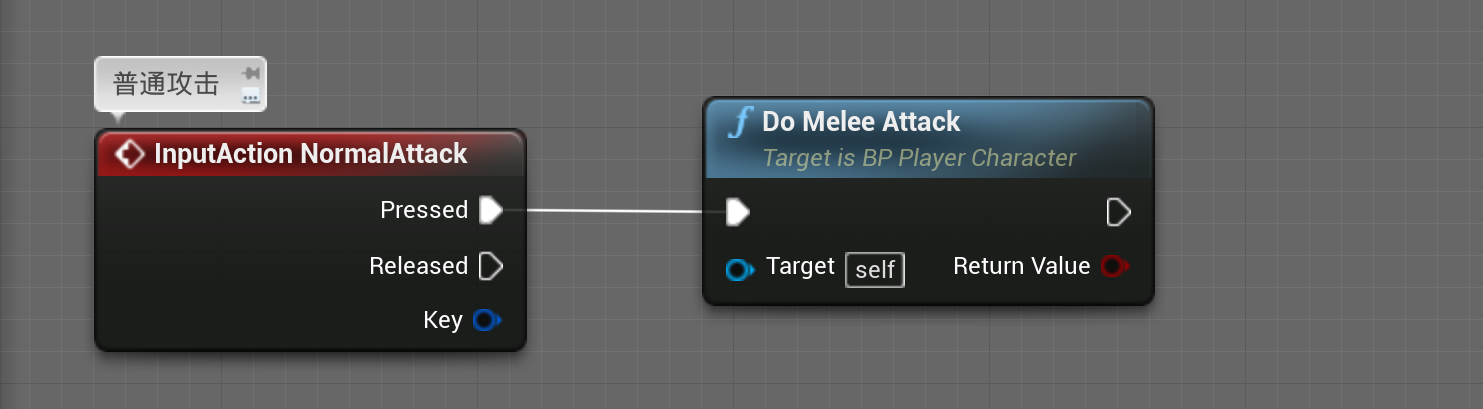 普通攻击
InputAction NormalAttack
Pressed
Released
Key
Do Melee Attack
Target is BP Player Character
Target self Return Value